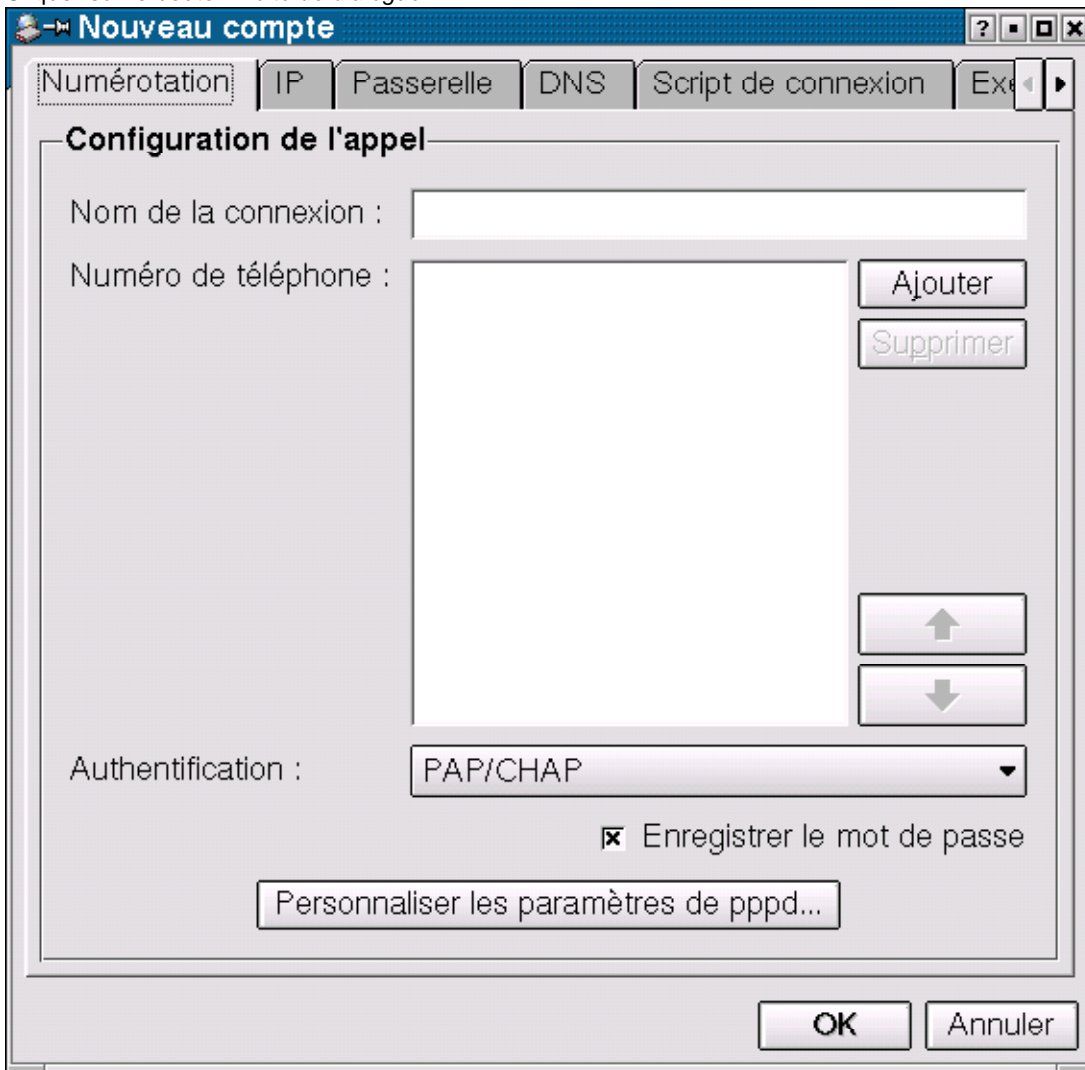 Nouveau compte
Numérotation IP Passerelle DNS Script de connexion Exé
Configuration de l'appel
Nom de la connexion :
Numéro de téléphone : Ajouter
Supprimer
Authentification : PAP/CHAP
Enregistrer le mot de passe
Personnaliser les paramètres de pppd...
OK Annuler